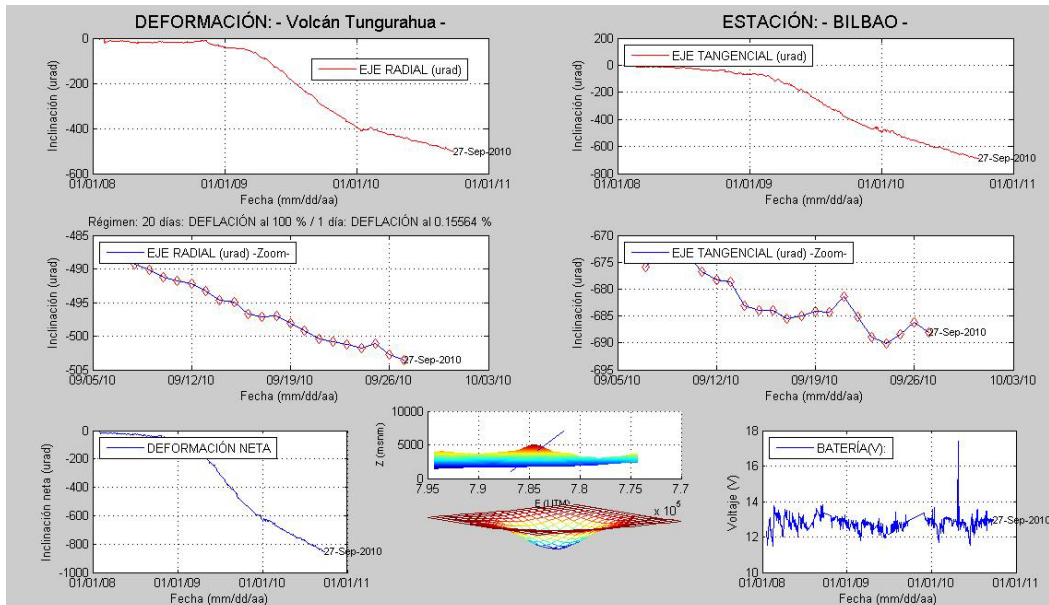 DEFORMACIÓN: - Volcán Tungurahua -
ESTACIÓN: - BILBAO -
0
-200
-400
-600
Inclinación (urad)
EJE RADIAL (urad)
27-Sep-2010
01/01/08 01/01/09 01/01/10 01/01/11
Fecha (mm/dd/aa)
200
0
-200
-400
-600
-800
Inclinación (urad)
EJE TANGENCIAL (urad)
27-Sep-2010
01/01/08 01/01/09 01/01/10 01/01/11
Fecha (mm/dd/aa)
Régimen: 20 días: DEFLACIÓN al 100 % / 1 día: DEFLACIÓN al 0.15564 %
-485
-490
-495
-500
-505
Inclinación (urad)
EJE RADIAL (urad) -Zoom-
27-Sep-2010
09/05/10 09/12/10 09/19/10 09/26/10 10/03/10
Fecha (mm/dd/aa)
-670
-675
-680
-685
-690
-695
Inclinación (urad)
EJE TANGENCIAL (urad) -Zoom-
27-Sep-2010
09/05/10 09/12/10 09/19/10 09/26/10 10/03/10
Fecha (mm/dd/aa)
0
-200
-400
-600
-800
-1000
Inclinación neta (urad)
DEFORMACIÓN NETA
27-Sep-2010
01/01/08 01/01/09 01/01/10 01/01/11
Fecha (mm/dd/aa)
10000
5000
0
Z (msnm)
7.95 7.9 7.85 7.8 7.75 7.7
E (UTM)
x 10^5
18
16
14
12
10
Voltaje (V)
BATERÍA(V):
27-Sep-2010
01/01/08 01/01/09 01/01/10 01/01/11
Fecha (mm/dd/aa)